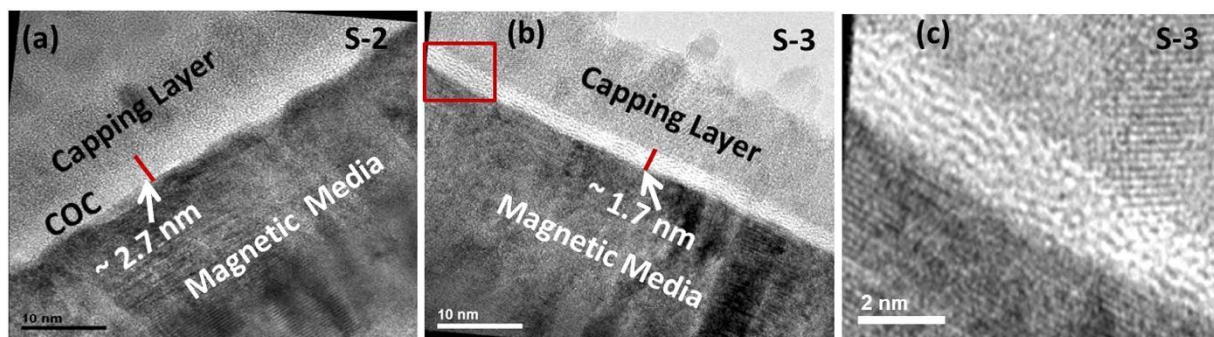 (a)
S-2
Capping Layer
COC
~ 2.7 nm
Magnetic Media
10 nm
(b)
S-3
Capping Layer
~ 1.7 nm
Magnetic Media
10 nm
(c)
S-3
2 nm